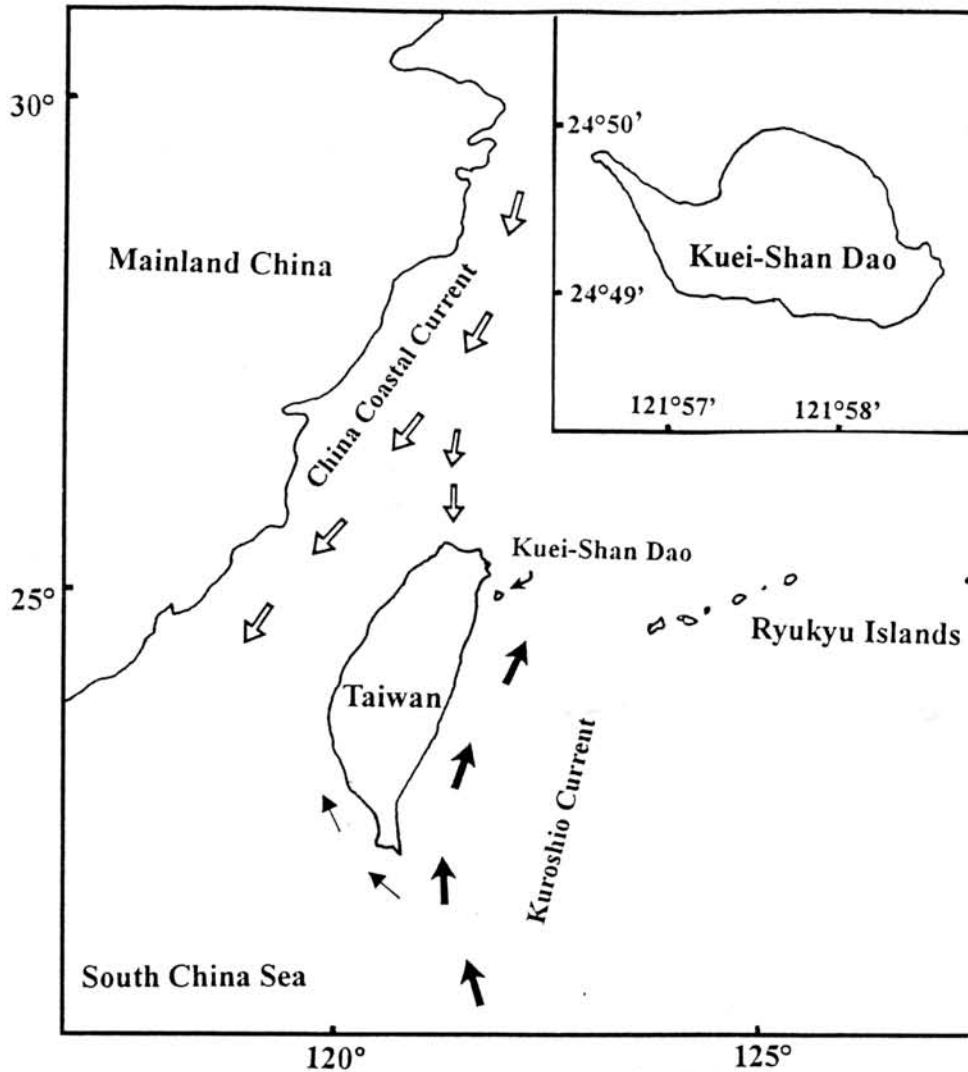 30°
24°50'
Mainland China
Kuei-Shan Dao
24°49'
China Coastal Current
121°57'
121°58'
Kuei-Shan Dao
25°
Ryukyu Islands
Taiwan
Kuroshio Current
South China Sea
120°
125°